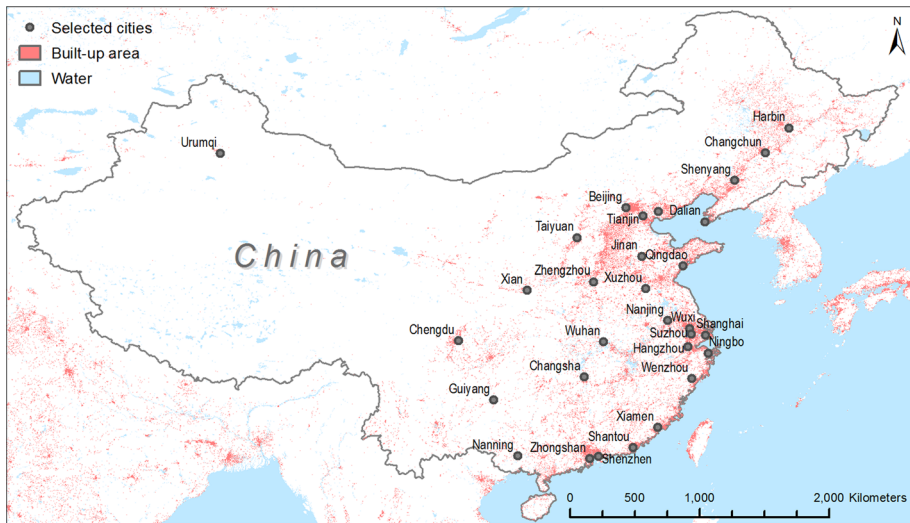 Selected cities
Built-up area
Water
N
Harbin
Urumqi
Changchun
Shenyang
Beijing
Tianjin
Dalian
Taiyuan
China
Jinan
Qingdao
Zhengzhou
Xian
Xuzhou
Nanjing
Wuxi
Shanghai
Chengdu
Wuhan
Suzhou
Hangzhou
Ningbo
Changsha
Wenzhou
Guiyang
Xiamen
Shantou
Nanning
Zhongshan
Shenzhen
0 500 1,000 2,000 Kilometers